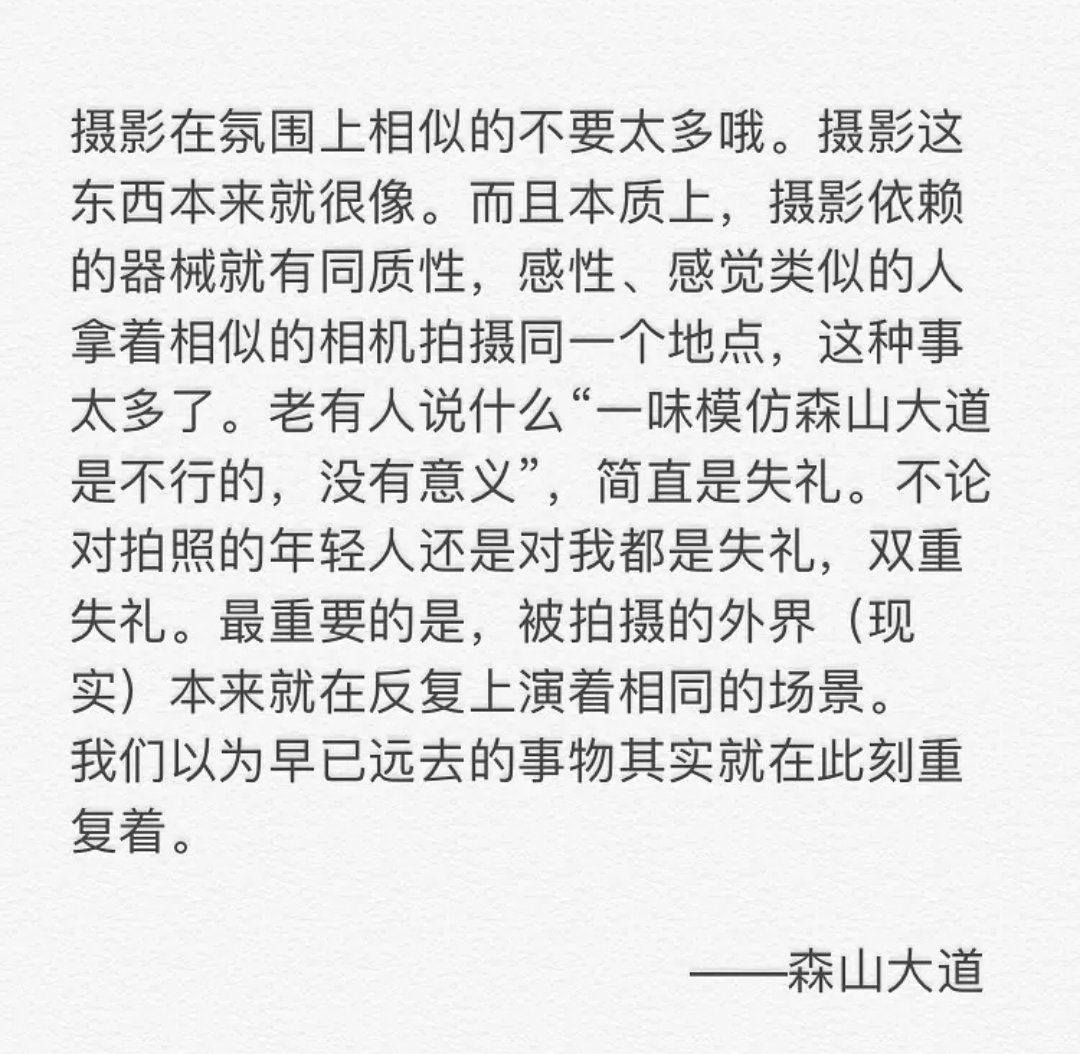 摄影在氛围上相似的不要太多哦。摄影这
东西本来就很像。而且本质上，摄影依赖
的器械就有同质性，感性、感觉类似的人
拿着相似的相机拍摄同一个地点，这种事
太多了。老有人说什么“一味模仿森山大道
是不行的，没有意义”，简直是失礼。不论
对拍照的年轻人还是对我都是失礼，双重
失礼。最重要的是，被拍摄的外界（现
实）本来就在反复上演着相同的场景。
我们以为早已远去的事物其实就在此刻重
复着。
——森山大道